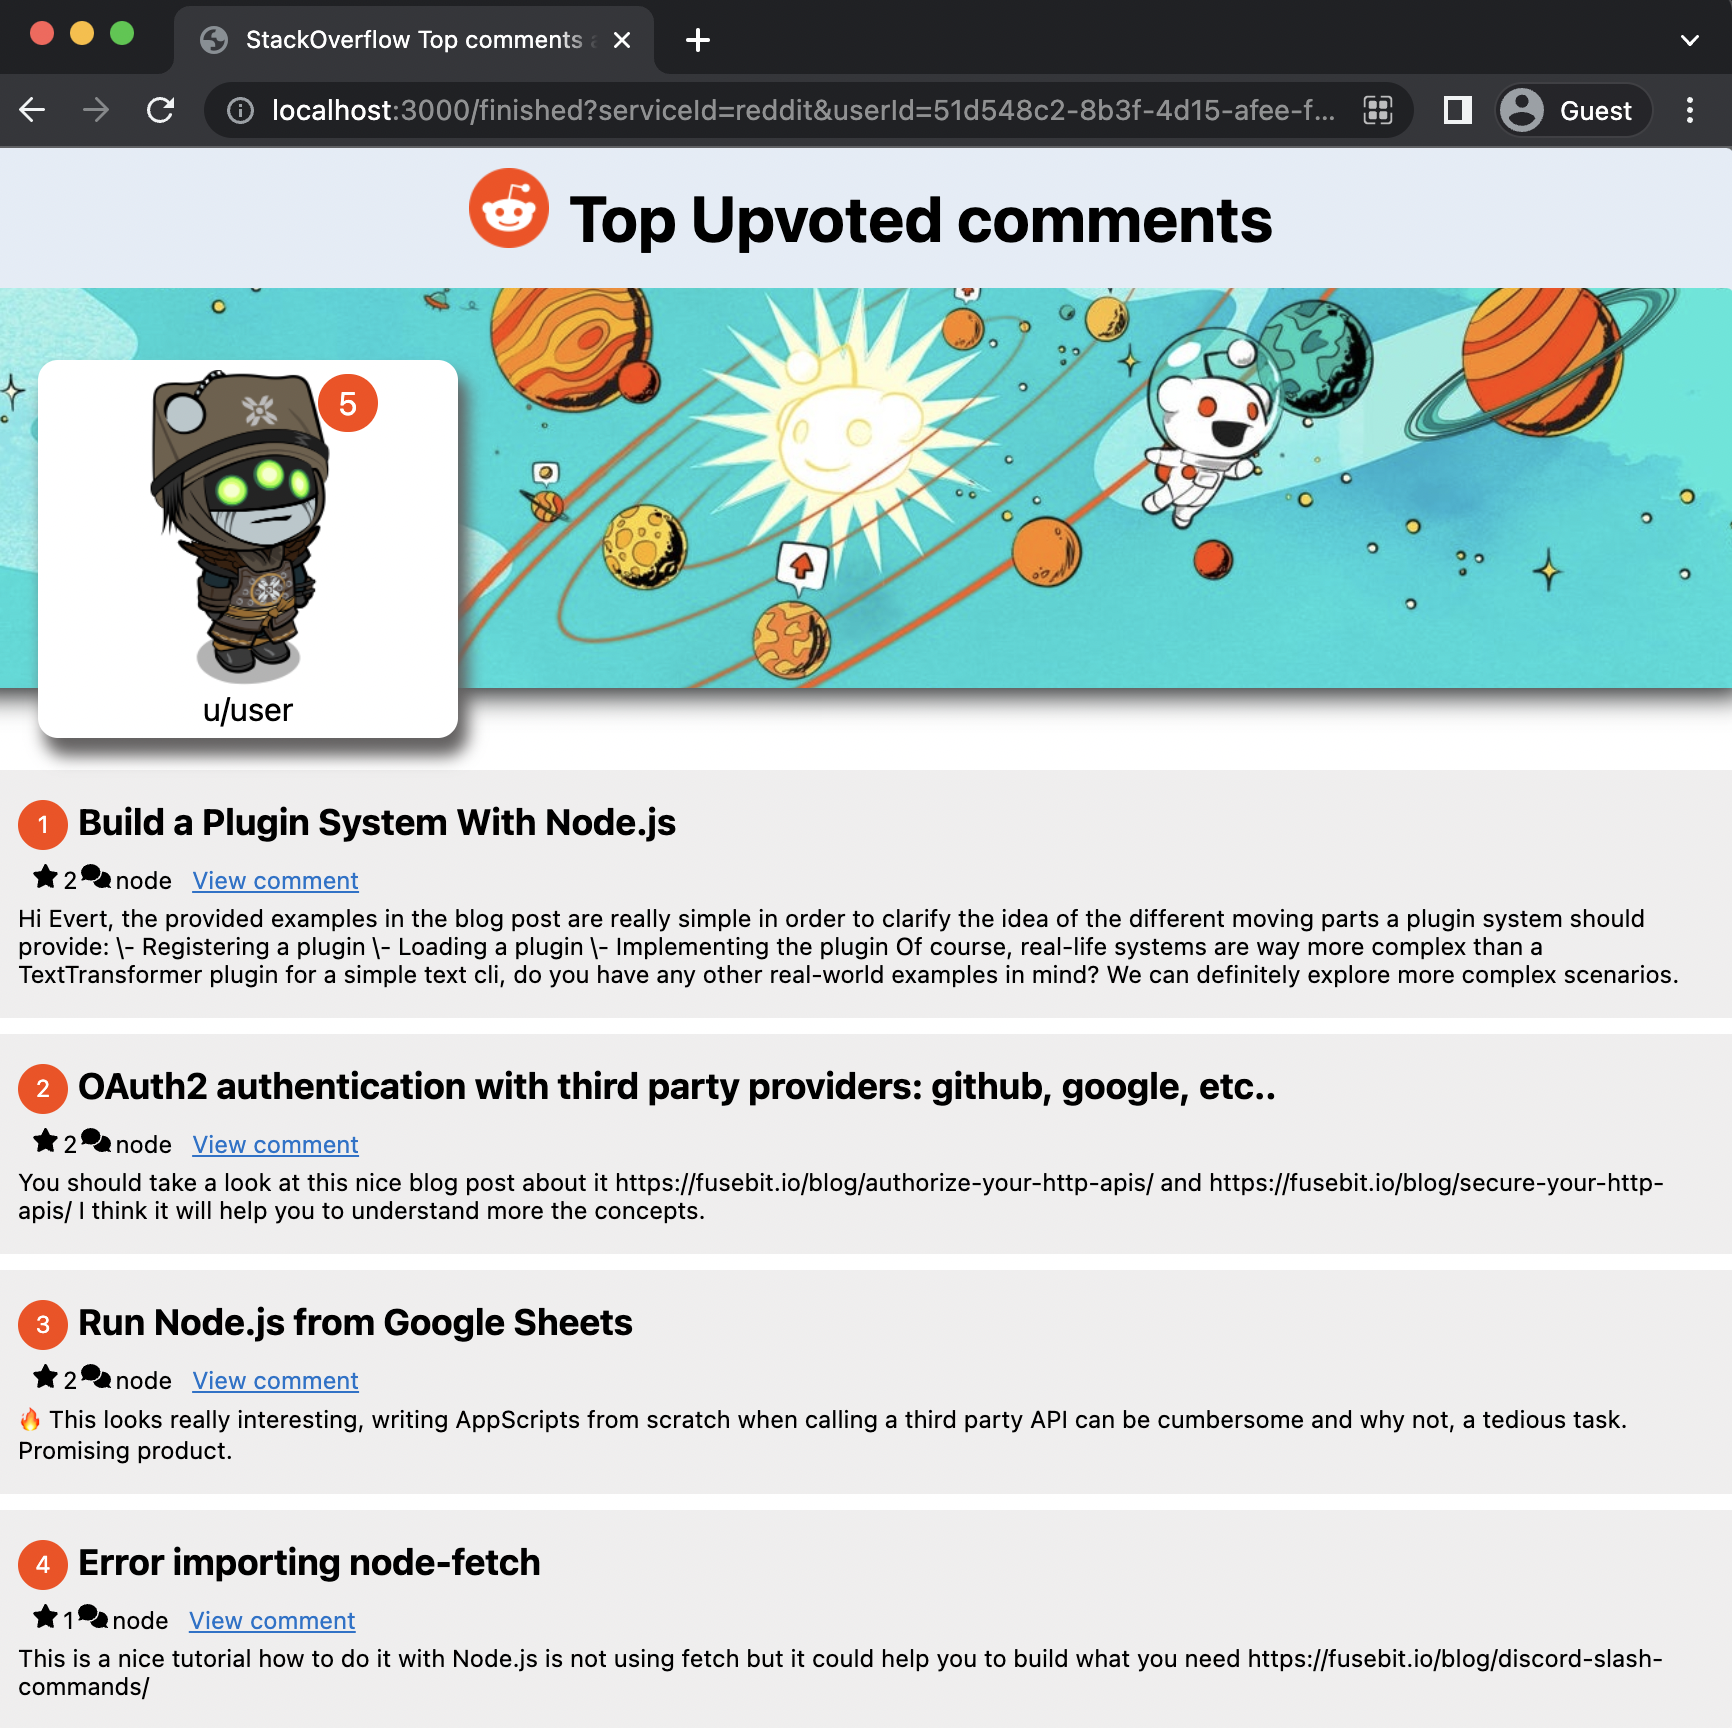 StackOverflow Top comments
localhost:3000/finished?serviceId=reddit&userId=51d548c2-8b3f-4d15-afee-f...
Guest
Top Upvoted comments
5
u/user
1 Build a Plugin System With Node.js
2 node View comment
Hi Evert, the provided examples in the blog post are really simple in order to clarify the idea of the different moving parts a plugin system should
provide: \- Registering a plugin \- Loading a plugin \- Implementing the plugin Of course, real-life systems are way more complex than a
TextTransformer plugin for a simple text cli, do you have any other real-world examples in mind? We can definitely explore more complex scenarios.
2 OAuth2 authentication with third party providers: github, google, etc..
2 node View comment
You should take a look at this nice blog post about it https://fusebit.io/blog/authorize-your-http-apis/ and https://fusebit.io/blog/secure-your-http-
apis/ I think it will help you to understand more the concepts.
3 Run Node.js from Google Sheets
2 node View comment
🔥 This looks really interesting, writing AppScripts from scratch when calling a third party API can be cumbersome and why not, a tedious task.
Promising product.
4 Error importing node-fetch
1 node View comment
This is a nice tutorial how to do it with Node.js is not using fetch but it could help you to build what you need https://fusebit.io/blog/discord-slash-
commands/